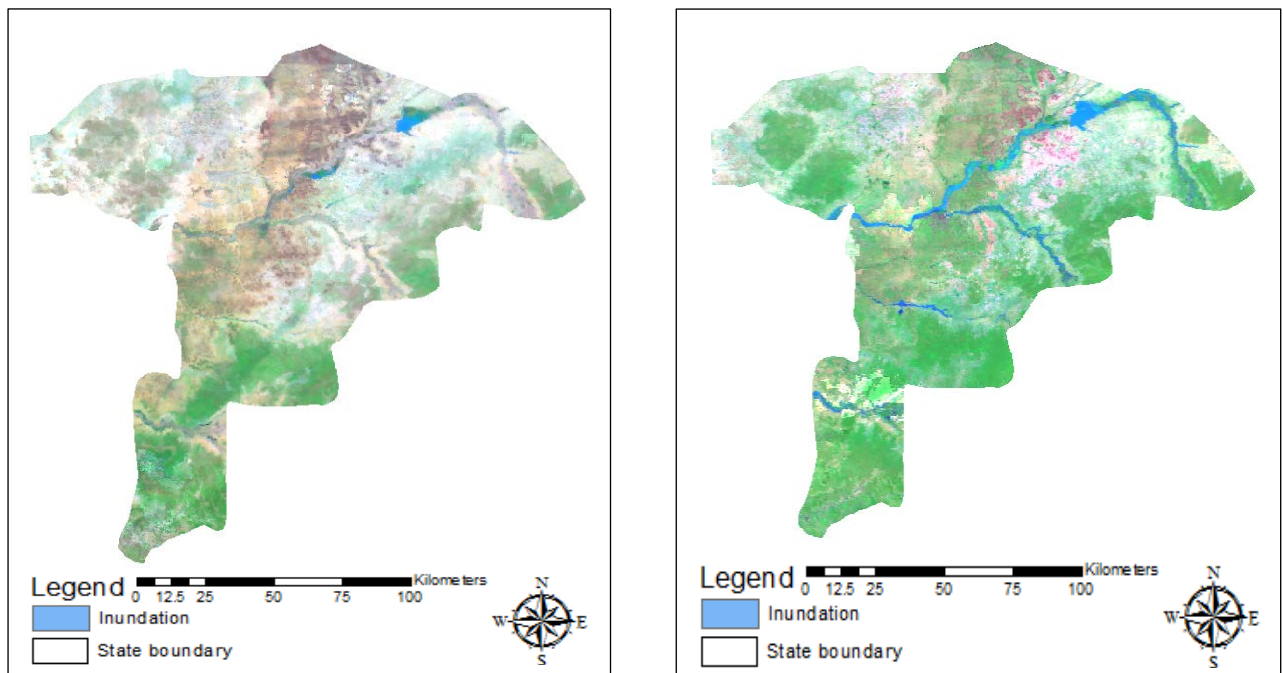 Legend
0 12.5 25 50 75 100 Kilometers
Inundation
State boundary
N
W E
S
Legend
0 12.5 25 50 75 100 Kilometers
Inundation
State boundary
N
W E
S